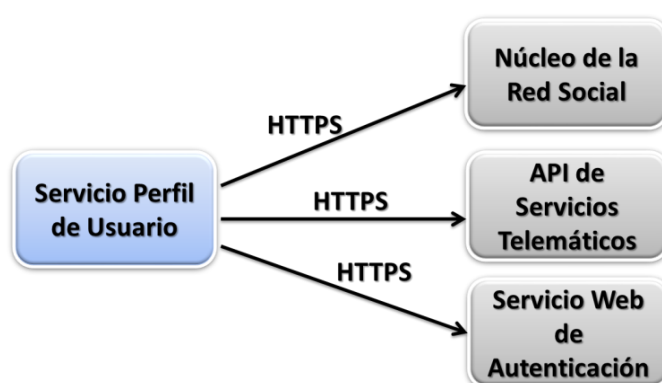 Núcleo de la
Red Social
HTTPS
Servicio Perfil
de Usuario
HTTPS
API de
Servicios
Telemáticos
HTTPS
Servicio Web
de
Autenticación